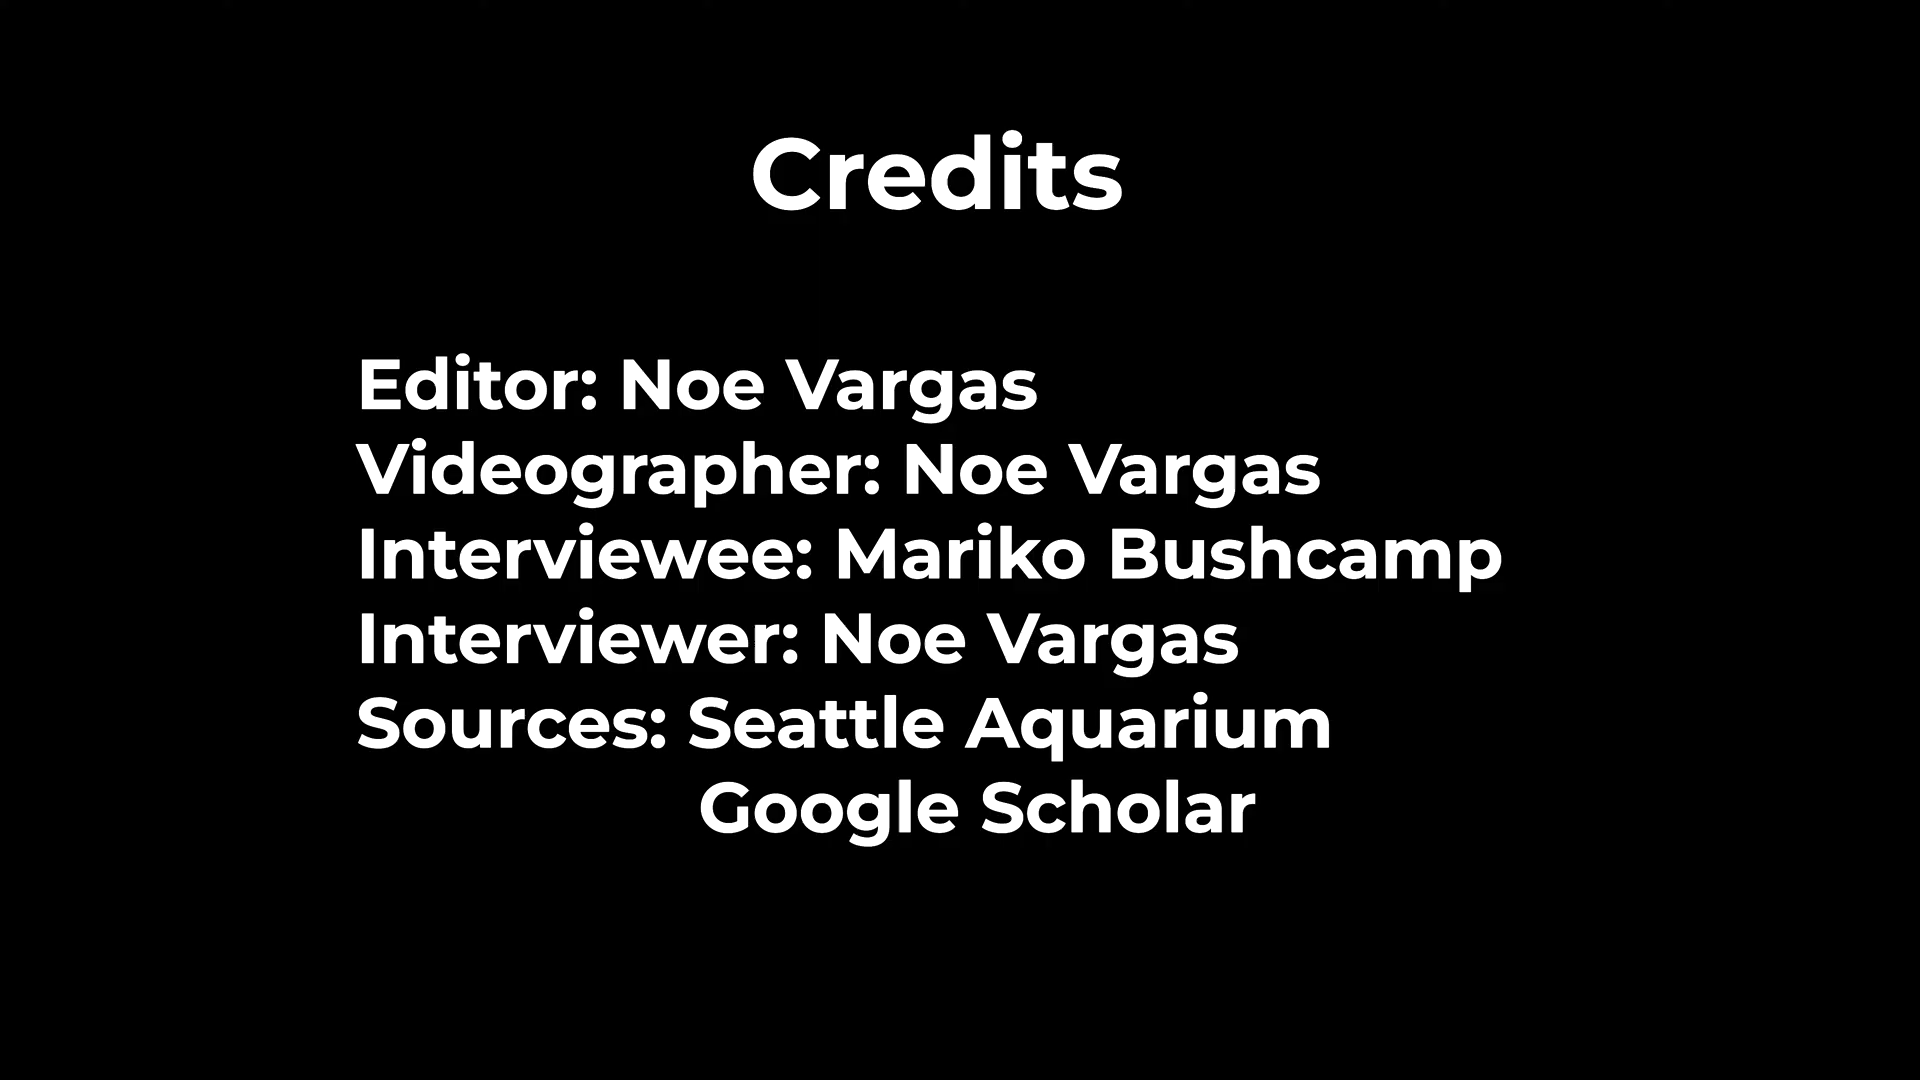 Credits
Editor: Noe Vargas
Videographer: Noe Vargas
Interviewee: Mariko Bushcamp
Interviewer: Noe Vargas
Sources: Seattle Aquarium
Google Scholar